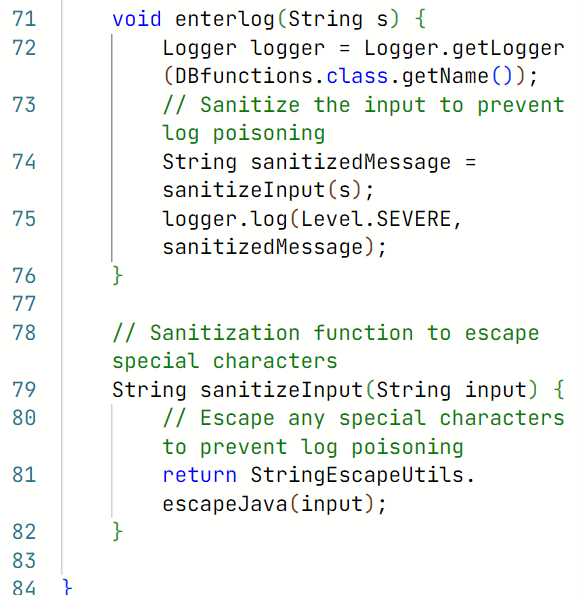 71 void enterlog(String s) {
72 Logger logger = Logger.getLogger
(DBfunctions.class.getName());
73 // Sanitize the input to prevent
log poisoning
74 String sanitizedMessage =
sanitizeInput(s);
75 logger.log(Level.SEVERE,
sanitizedMessage);
76 }
77
78 // Sanitization function to escape
special characters
79 String sanitizeInput(String input) {
80 // Escape any special characters
to prevent log poisoning
81 return StringEscapeUtils.
escapeJava(input);
82 }
83
84 }